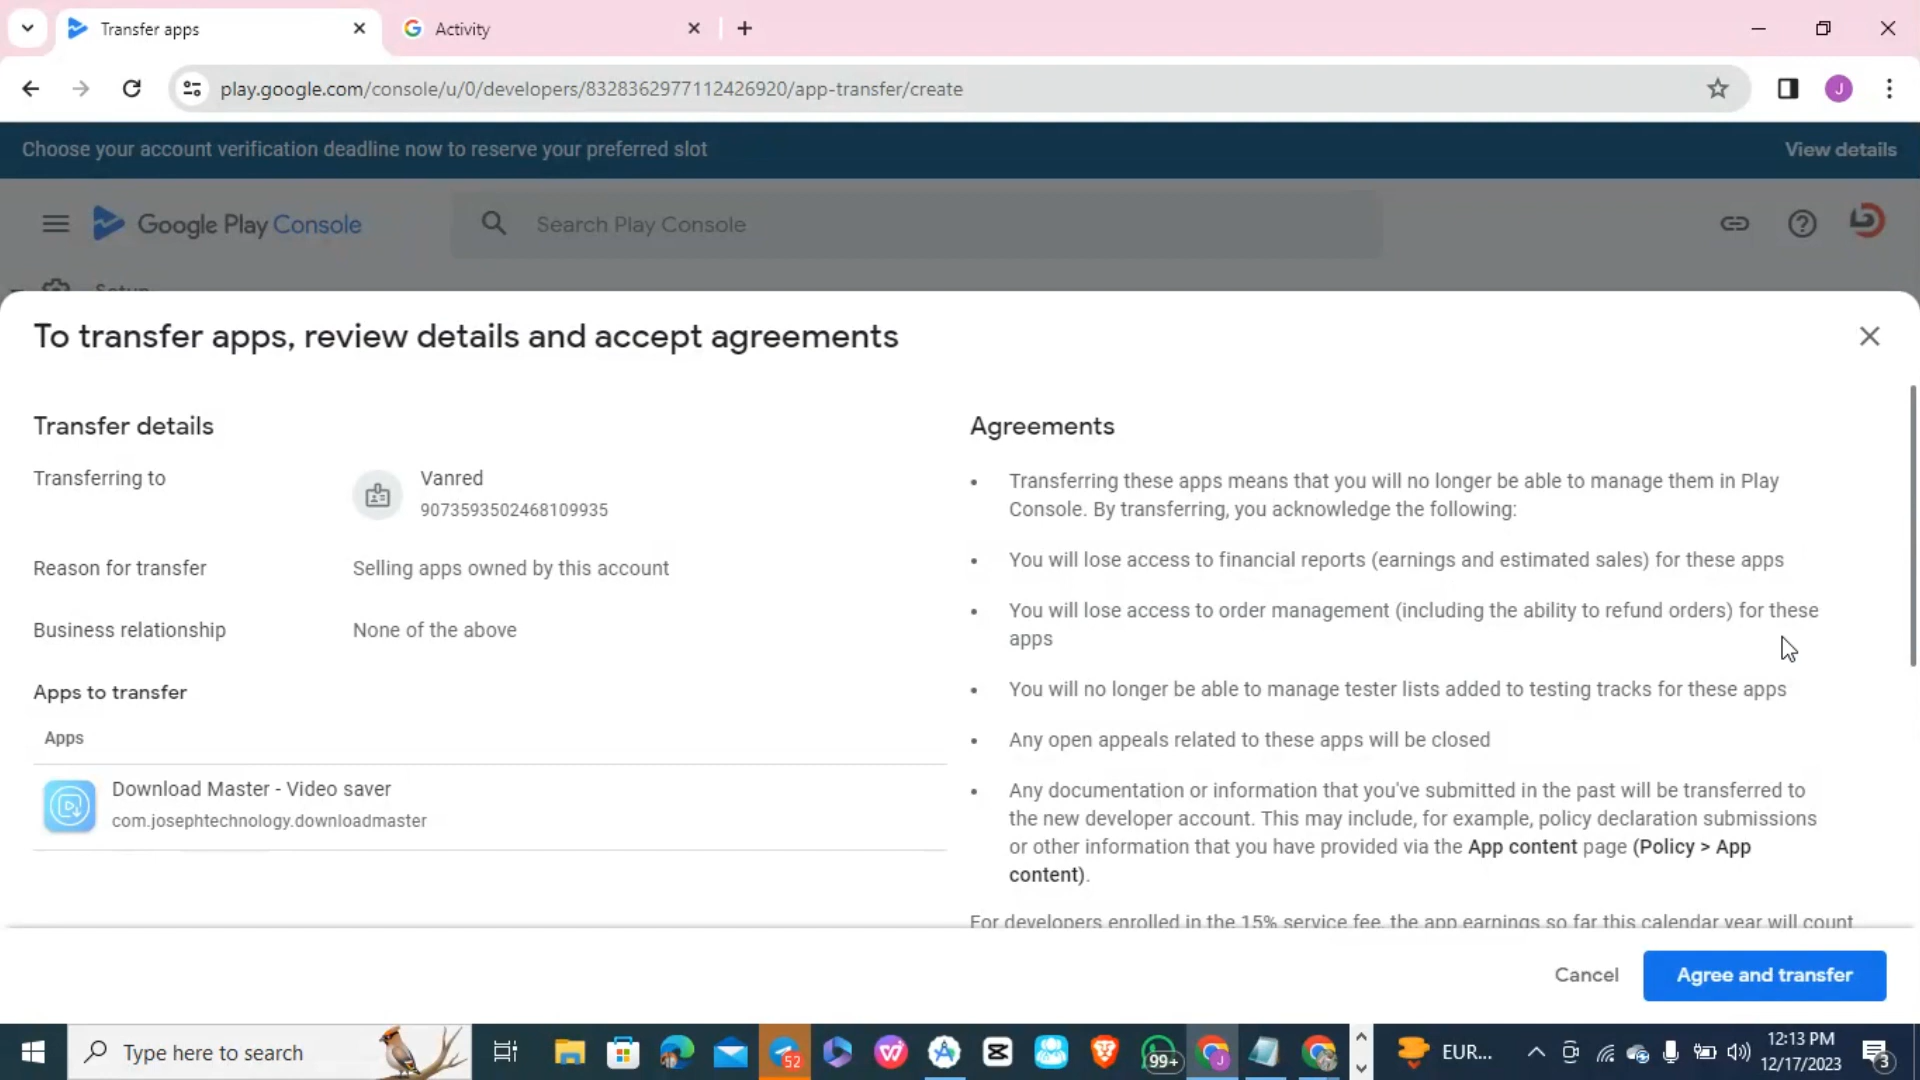 Transfer apps
Activity
play.google.com/console/u/0/developers/8328362977112426920/app-transfer/create
J
Choose your account verification deadline now to reserve your preferred slot
View details
Google Play Console
Search Play Console
Setup
To transfer apps, review details and accept agreements
Transfer details
Transferring to
Vanred
9073593502468109935
Reason for transfer
Selling apps owned by this account
Business relationship
None of the above
Apps to transfer
Apps
Download Master - Video saver
com.josephtechnology.downloadmaster
Agreements
• Transferring these apps means that you will no longer be able to manage them in Play
Console. By transferring, you acknowledge the following:
• You will lose access to financial reports (earnings and estimated sales) for these apps
• You will lose access to order management (including the ability to refund orders) for these
apps
• You will no longer be able to manage tester lists added to testing tracks for these apps
• Any open appeals related to these apps will be closed
• Any documentation or information that you've submitted in the past will be transferred to
the new developer account. This may include, for example, policy declaration submissions
or other information that you have provided via the App content page (Policy > App
content).
For developers enrolled in the 15% service fee, the app earnings so far this calendar year will count
Cancel
Agree and transfer
Type here to search
52
99+
J
EUR...
12:13 PM
12/17/2023
3